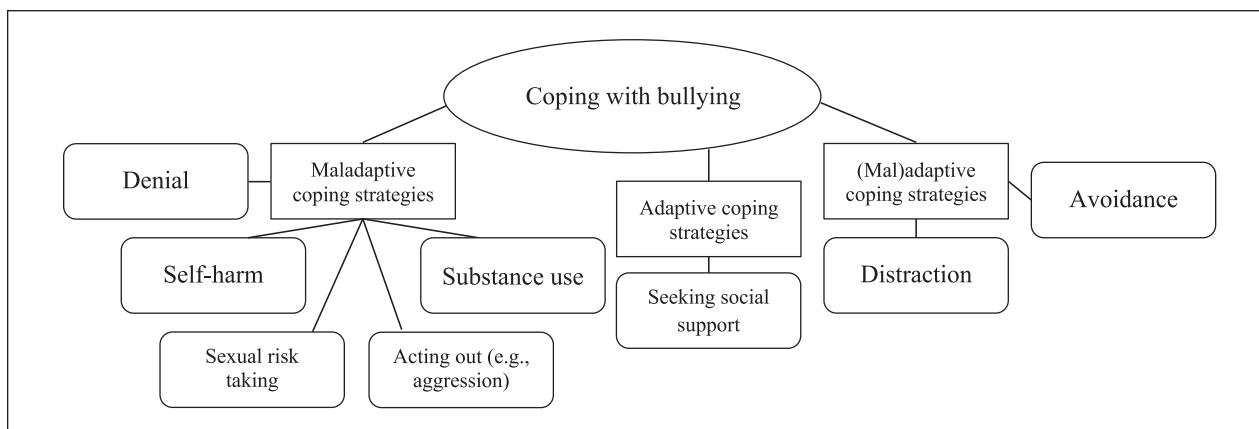 Coping with bullying
Denial
Maladaptive
coping strategies
(Mal)adaptive
coping strategies
Avoidance
Adaptive coping
strategies
Self-harm
Substance use
Distraction
Seeking social
support
Sexual risk
taking
Acting out (e.g.,
aggression)